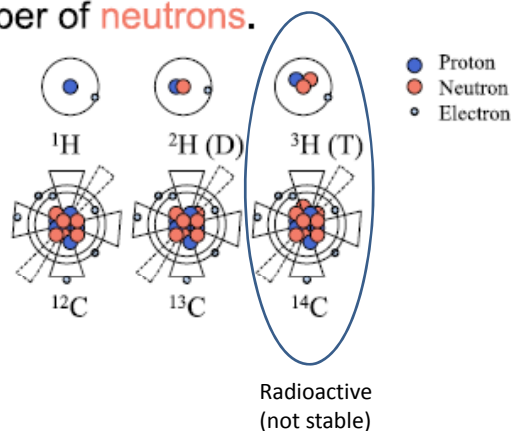 ber of neutrons.
Proton
Neutron
Electron
¹H ²H (D) ³H (T)
¹²C ¹³C ¹⁴C
Radioactive
(not stable)